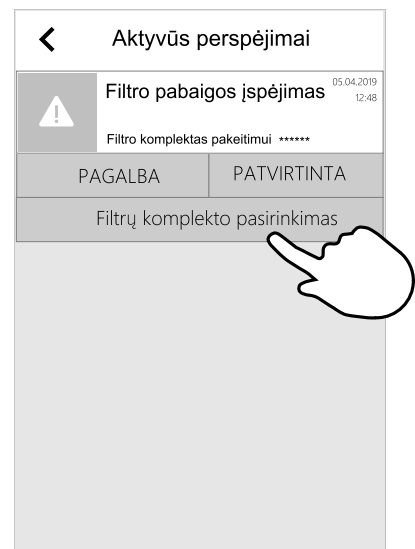 Aktyvūs perspėjimai
Filtro pabaigos įspėjimas
05.04.2019
12:48
Filtro komplektas pakeitimui ******
PAGALBA
PATVIRTINTA
Filtrų komplekto pasirinkimas